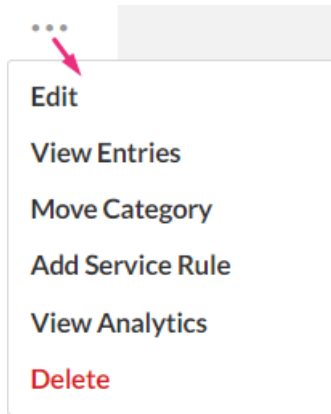 Edit
View Entries
Move Category
Add Service Rule
View Analytics
Delete